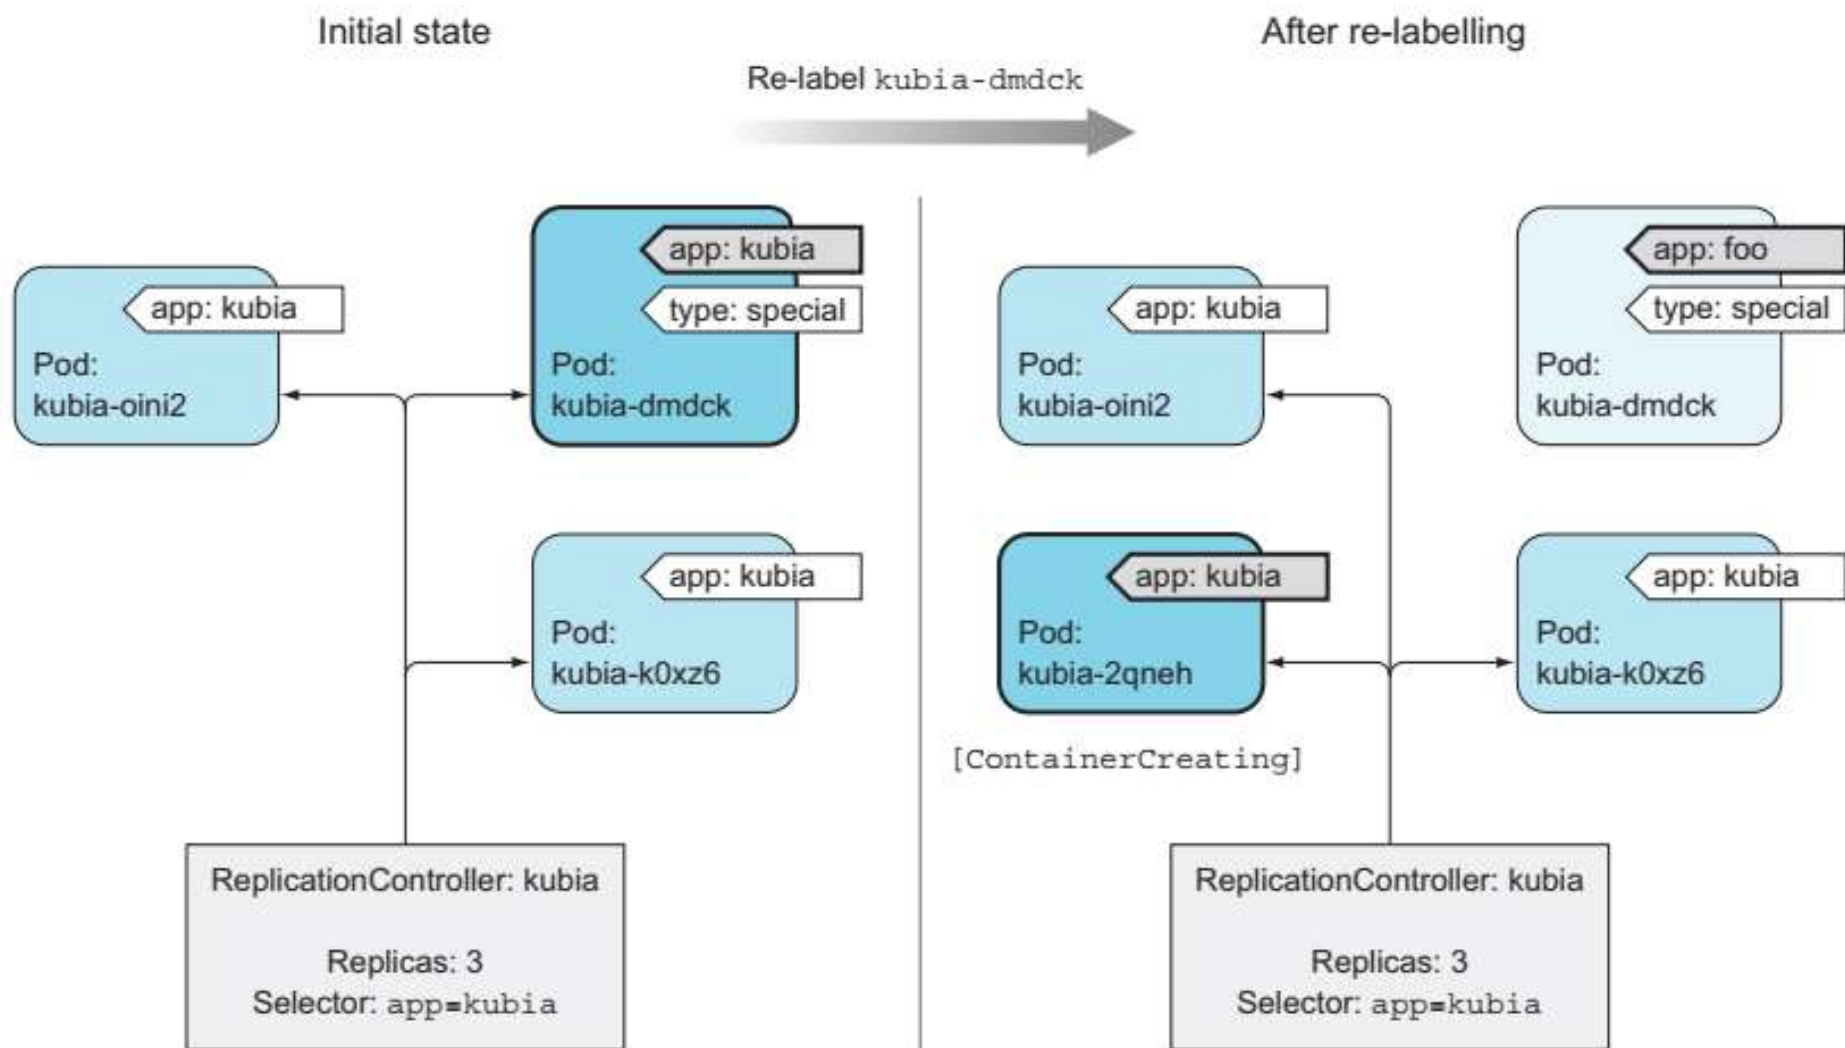 Initial state
After re-labelling
Re-label kubia-dmdck
app: kubia
Pod:
kubia-oini2
app: kubia
type: special
Pod:
kubia-dmdck
app: kubia
Pod:
kubia-k0xz6
ReplicationController: kubia
Replicas: 3
Selector: app=kubia
app: kubia
Pod:
kubia-oini2
app: foo
type: special
Pod:
kubia-dmdck
app: kubia
Pod:
kubia-2qneh
[ContainerCreating]
app: kubia
Pod:
kubia-k0xz6
ReplicationController: kubia
Replicas: 3
Selector: app=kubia